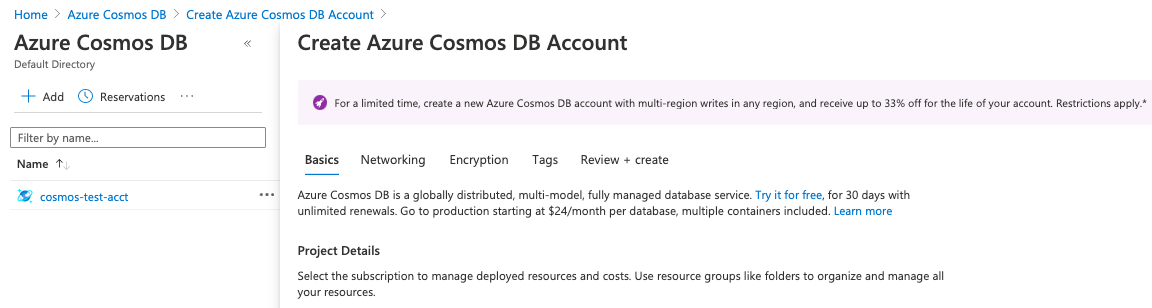 Home > Azure Cosmos DB > Create Azure Cosmos DB Account >
Azure Cosmos DB «
Default Directory
+ Add Reservations ...
Filter by name...
Name ↑↓
cosmos-test-acct ...
Create Azure Cosmos DB Account
For a limited time, create a new Azure Cosmos DB account with multi-region writes in any region, and receive up to 33% off for the life of your account. Restrictions apply.*
Basics Networking Encryption Tags Review + create
Azure Cosmos DB is a globally distributed, multi-model, fully managed database service. Try it for free, for 30 days with
unlimited renewals. Go to production starting at $24/month per database, multiple containers included. Learn more
Project Details
Select the subscription to manage deployed resources and costs. Use resource groups like folders to organize and manage all
your resources.